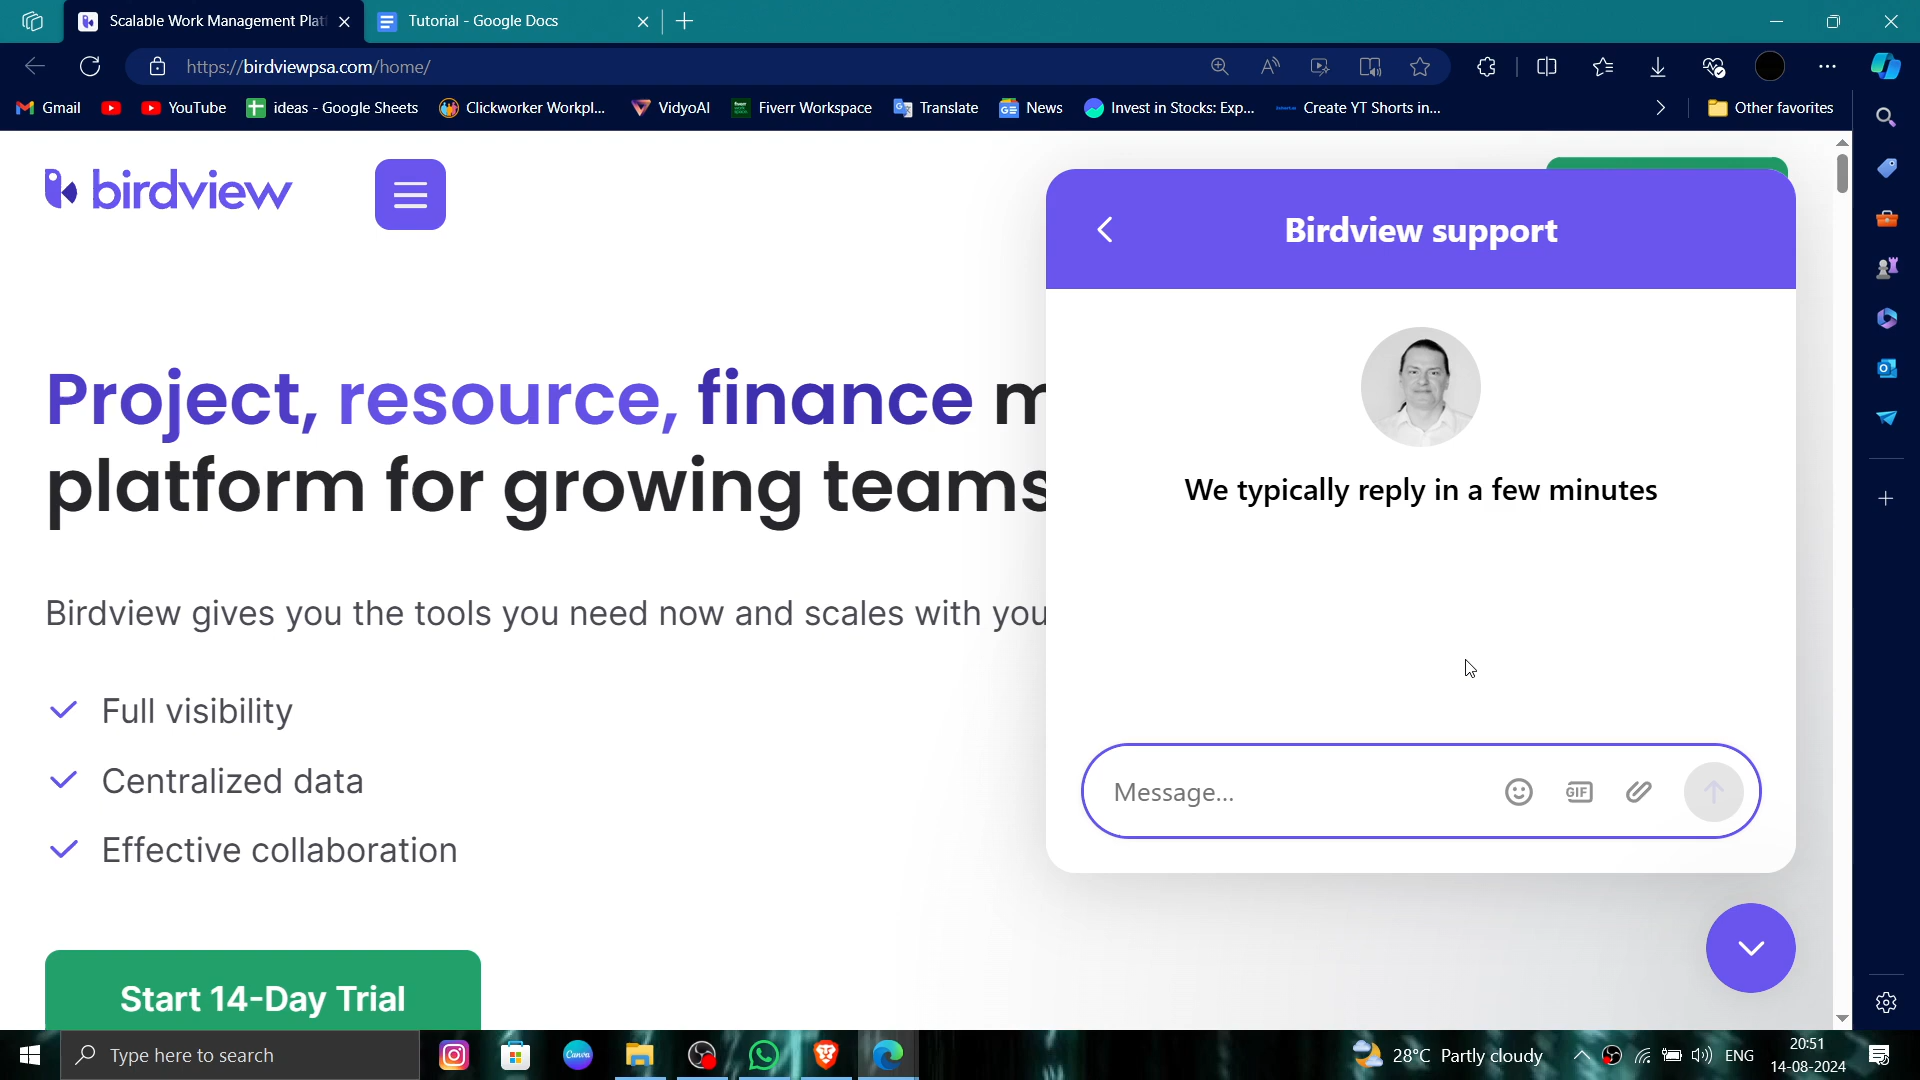 Scalable Work Management Plat
Tutorial - Google Docs
https://birdviewpsa.com/home/
Gmail
YouTube
ideas - Google Sheets
Clickworker Workpl...
VidyoAI
Fiverr Workspace
Translate
News
Invest in Stocks: Exp...
Create YT Shorts in...
Other favorites
birdview
Birdview support
Project, resource, finance m
platform for growing teams
We typically reply in a few minutes
Birdview gives you the tools you need now and scales with you
Full visibility
Centralized data
Effective collaboration
Message...
GIF
Start 14-Day Trial
Type here to search
Canva
28°C Partly cloudy
ENG
20:51
14-08-2024